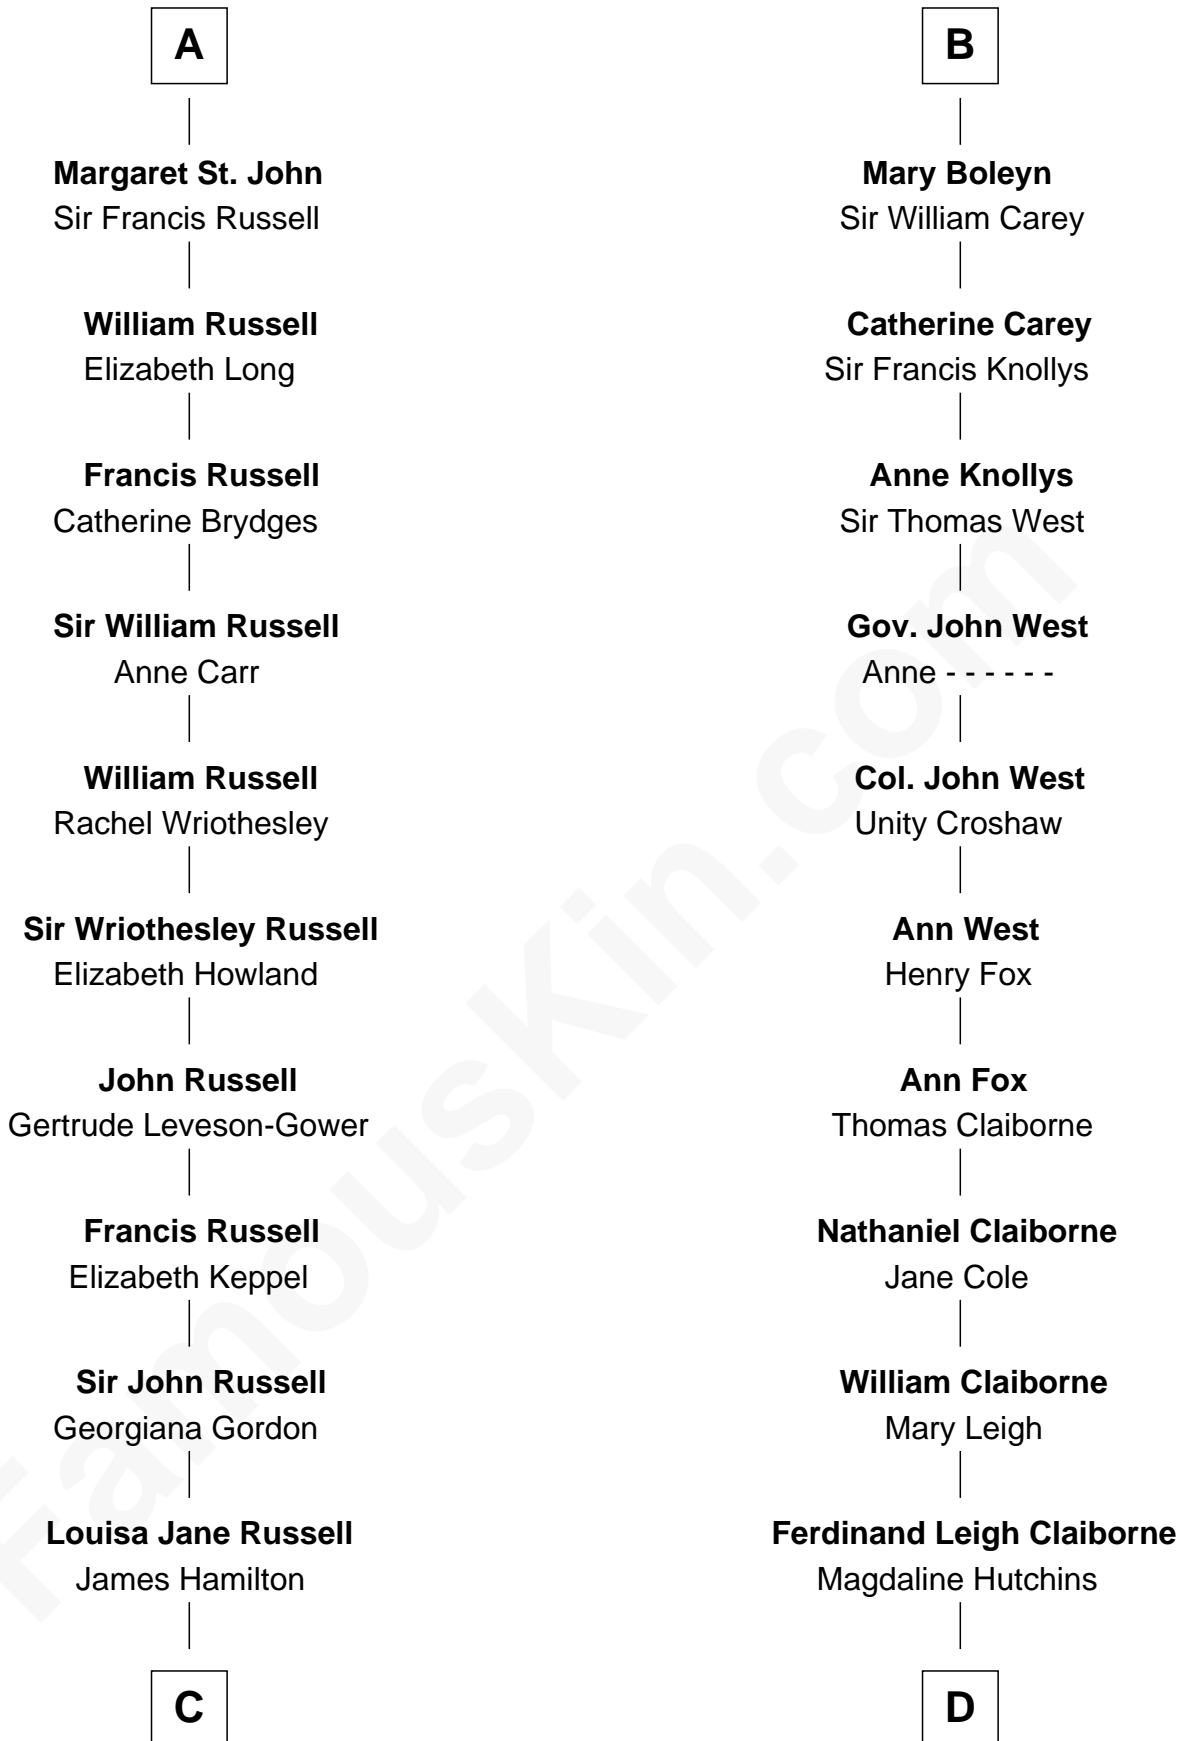 A
Margaret St. John
Sir Francis Russell
William Russell
Elizabeth Long
Francis Russell
Catherine Brydges
Sir William Russell
Anne Carr
William Russell
Rachel Wriothesley
Sir Wriothesley Russell
Elizabeth Howland
John Russell
Gertrude Leveson-Gower
Francis Russell
Elizabeth Keppel
Sir John Russell
Georgiana Gordon
Louisa Jane Russell
James Hamilton
C
B
Mary Boleyn
Sir William Carey
Catherine Carey
Sir Francis Knollys
Anne Knollys
Sir Thomas West
Gov. John West
Anne - - - - - -
Col. John West
Unity Croshaw
Ann West
Henry Fox
Ann Fox
Thomas Claiborne
Nathaniel Claiborne
Jane Cole
William Claiborne
Mary Leigh
Ferdinand Leigh Claiborne
Magdaline Hutchins
D
FamousKin.com